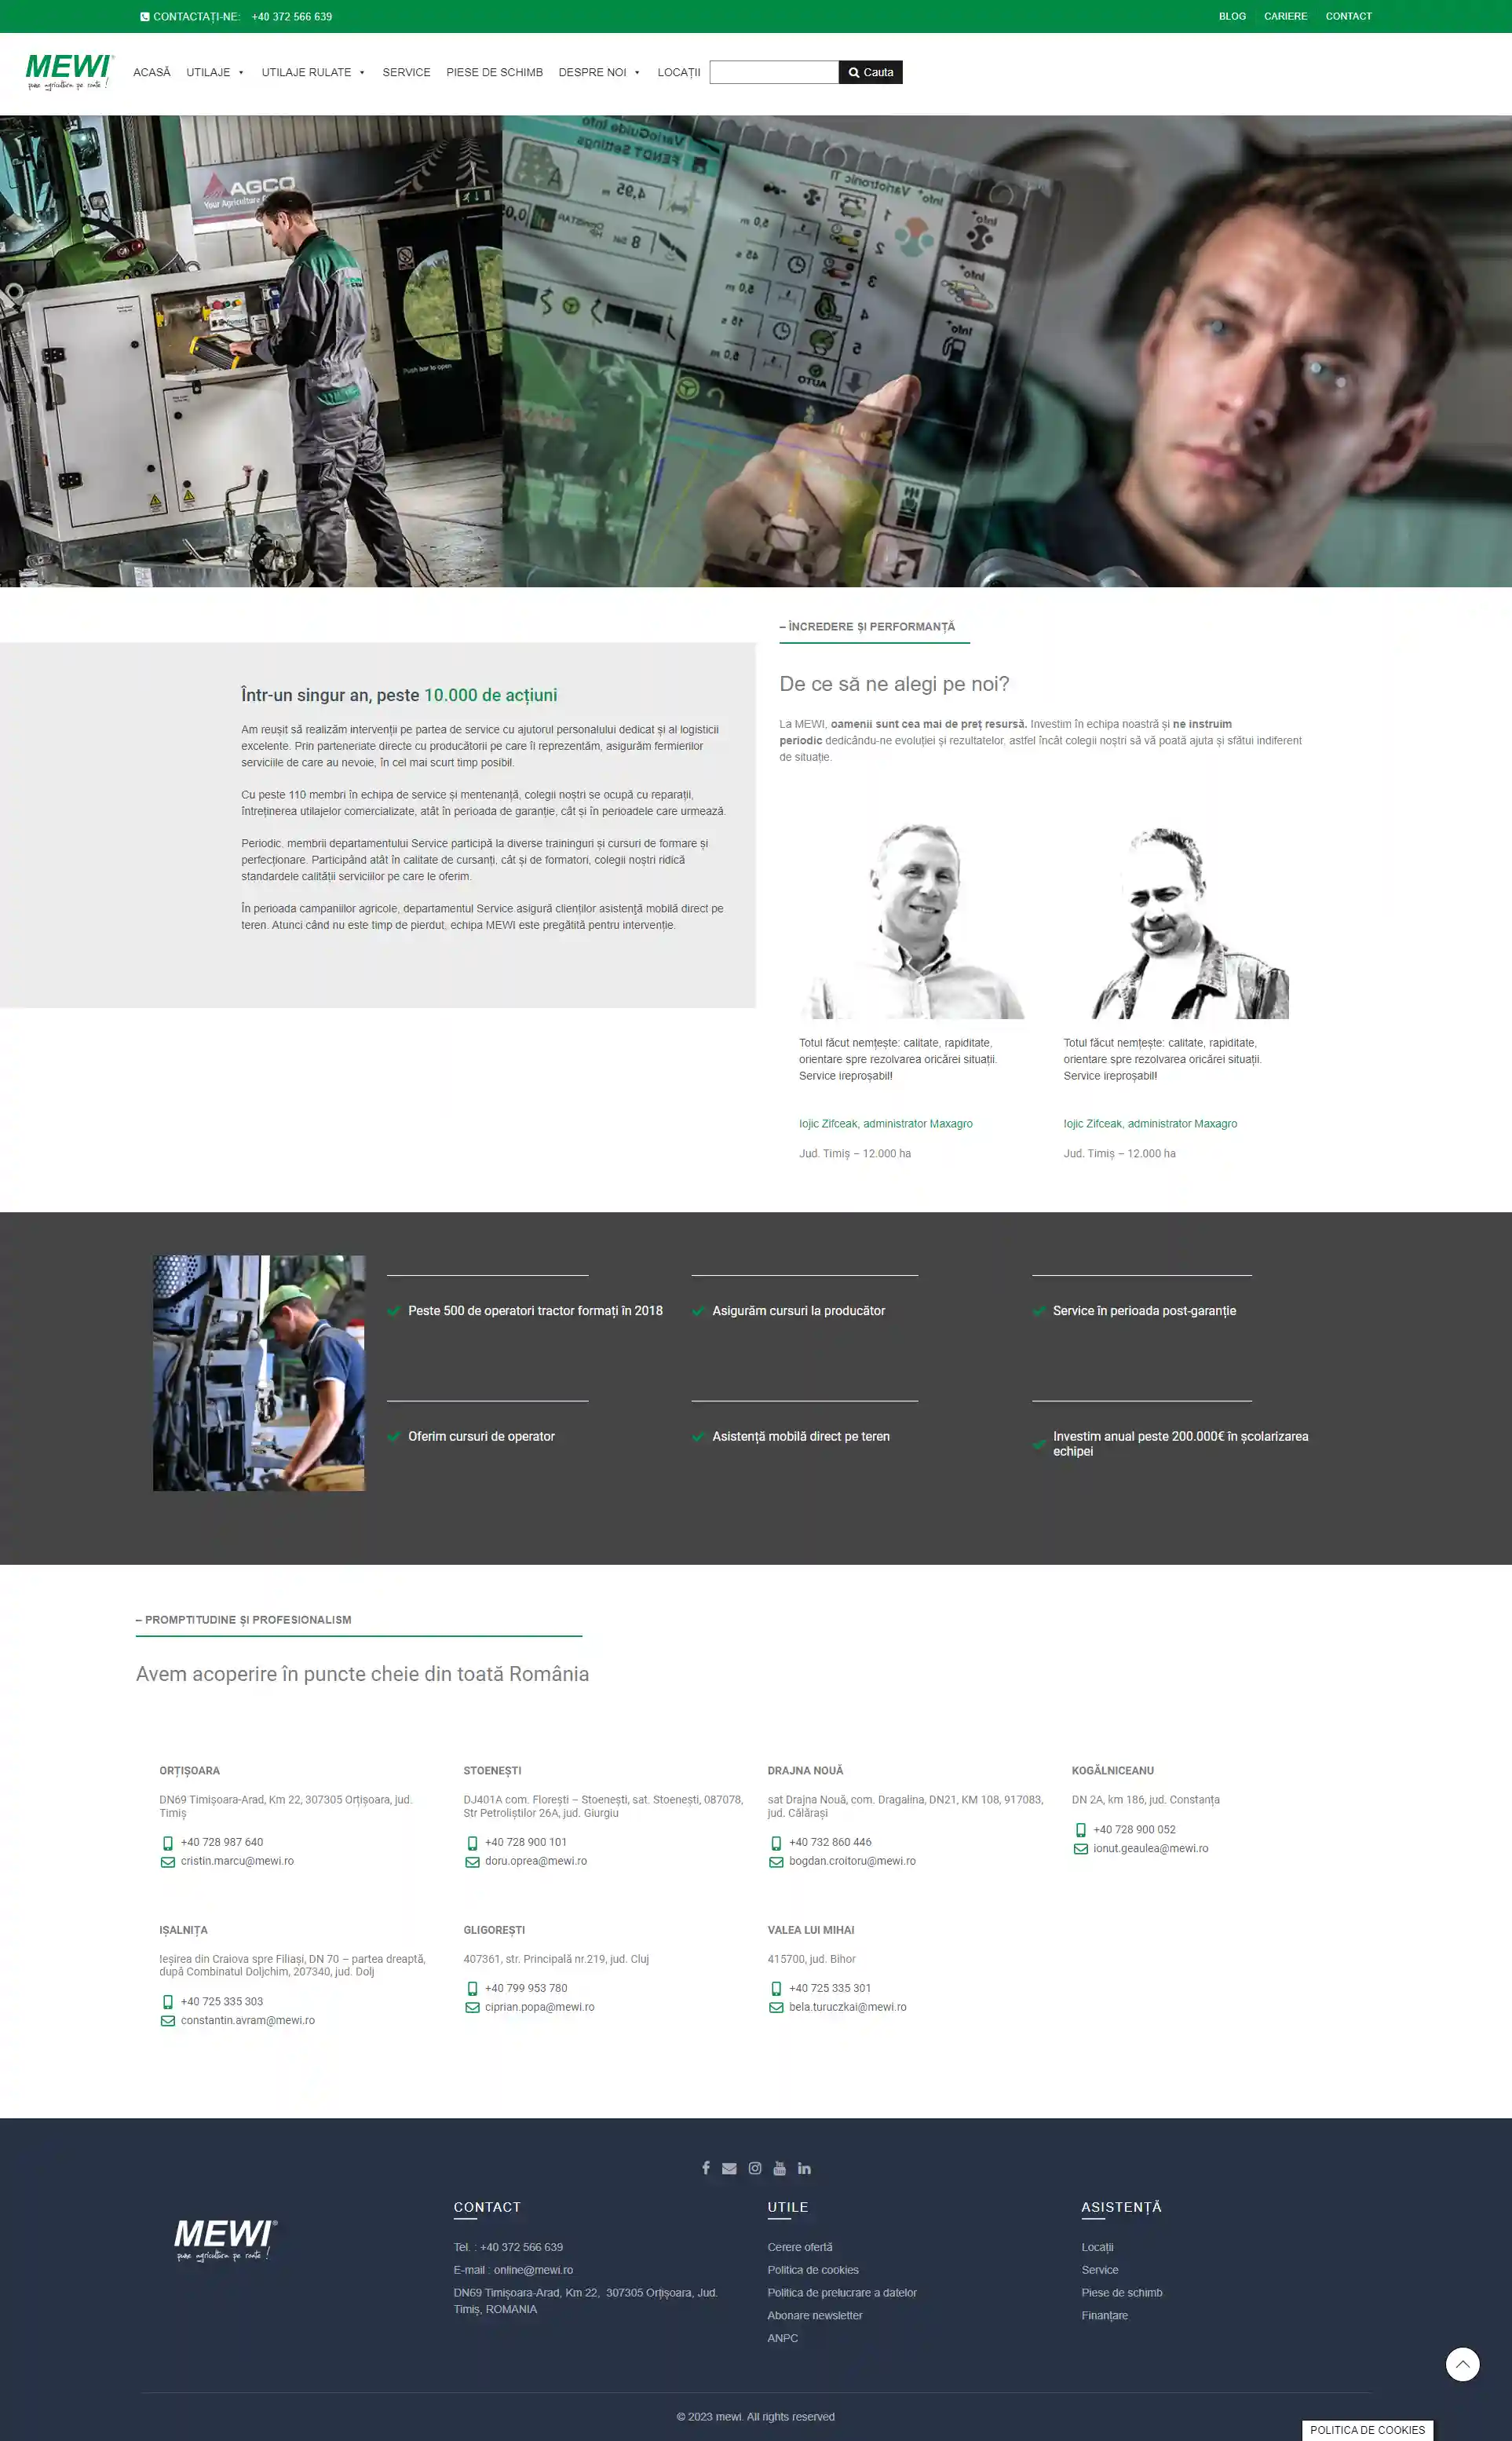 CONTACTAȚI-NE: +40 372 566 639
BLOG CARIERE CONTACT
MEWI®
pune agricultura pe roate !
ACASĂ UTILAJE UTILAJE RULATE SERVICE PIESE DE SCHIMB DESPRE NOI LOCAȚII Cauta
AGCO
Your Agriculture
Push bar to open
VarioGuide Info
FENDT Settings
Variotronic TI
Info
4,95 m
AUTO
– ÎNCREDERE ȘI PERFORMANȚĂ
De ce să ne alegi pe noi?
La MEWI, oamenii sunt cea mai de preț resursă. Investim în echipa noastră și ne instruim
periodic dedicându-ne evoluției și rezultatelor, astfel încât colegii noștri să vă poată ajuta și sfătui indiferent
de situație.
Într-un singur an, peste 10.000 de acțiuni
Am reușit să realizăm intervenții pe partea de service cu ajutorul personalului dedicat și al logisticii
excelente. Prin parteneriate directe cu producătorii pe care îi reprezentăm, asigurăm fermierilor
serviciile de care au nevoie, în cel mai scurt timp posibil.
Cu peste 110 membri în echipa de service și mentenanță, colegii noștri se ocupă cu reparații,
întreținerea utilajelor comercializate, atât în perioada de garanție, cât și în perioadele care urmează.
Periodic, membrii departamentului Service participă la diverse traininguri și cursuri de formare și
perfecționare. Participând atât în calitate de cursanți, cât și de formatori, colegii noștri ridică
standardele calității serviciilor pe care le oferim.
În perioada campaniilor agricole, departamentul Service asigură clienților asistență mobilă direct pe
teren. Atunci când nu este timp de pierdut, echipa MEWI este pregătită pentru intervenție.
Totul făcut nemțește: calitate, rapiditate,
orientare spre rezolvarea oricărei situații.
Service ireproșabil!
Iojic Zifceak, administrator Maxagro
Jud. Timiș – 12.000 ha
Totul făcut nemțește: calitate, rapiditate,
orientare spre rezolvarea oricărei situații.
Service ireproșabil!
Iojic Zifceak, administrator Maxagro
Jud. Timiș – 12.000 ha
Peste 500 de operatori tractor formați în 2018
Asigurăm cursuri la producător
Service în perioada post-garanție
Oferim cursuri de operator
Asistență mobilă direct pe teren
Investim anual peste 200.000€ în școlarizarea
echipei
– PROMPTITUDINE ȘI PROFESIONALISM
Avem acoperire în puncte cheie din toată România
ORȚIȘOARA
DN69 Timișoara-Arad, Km 22, 307305 Orțișoara, jud.
Timiș
+40 728 987 640
cristin.marcu@mewi.ro
STOENEȘTI
DJ401A com. Florești – Stoenești, sat. Stoenești, 087078,
Str Petroliștilor 26A, jud. Giurgiu
+40 728 900 101
doru.oprea@mewi.ro
DRAJNA NOUĂ
sat Drajna Nouă, com. Dragalina, DN21, KM 108, 917083,
jud. Călărași
+40 732 860 446
bogdan.croitoru@mewi.ro
KOGĂLNICEANU
DN 2A, km 186, jud. Constanța
+40 728 900 052
ionut.geaulea@mewi.ro
IȘALNIȚA
Ieșirea din Craiova spre Filiași, DN 70 – partea dreaptă,
după Combinatul Doljchim, 207340, jud. Dolj
+40 725 335 303
constantin.avram@mewi.ro
GLIGOREȘTI
407361, str. Principală nr.219, jud. Cluj
+40 799 953 780
ciprian.popa@mewi.ro
VALEA LUI MIHAI
415700, jud. Bihor
+40 725 335 301
bela.turuczkai@mewi.ro
MEWI®
pune agricultura pe roate !
CONTACT
Tel. : +40 372 566 639
E-mail : online@mewi.ro
DN69 Timișoara-Arad, Km 22, 307305 Orțișoara, Jud.
Timiș, ROMANIA
UTILE
Cerere ofertă
Politica de cookies
Politica de prelucrare a datelor
Abonare newsletter
ANPC
ASISTENȚĂ
Locații
Service
Piese de schimb
Finanțare
© 2023 mewi. All rights reserved
POLITICA DE COOKIES